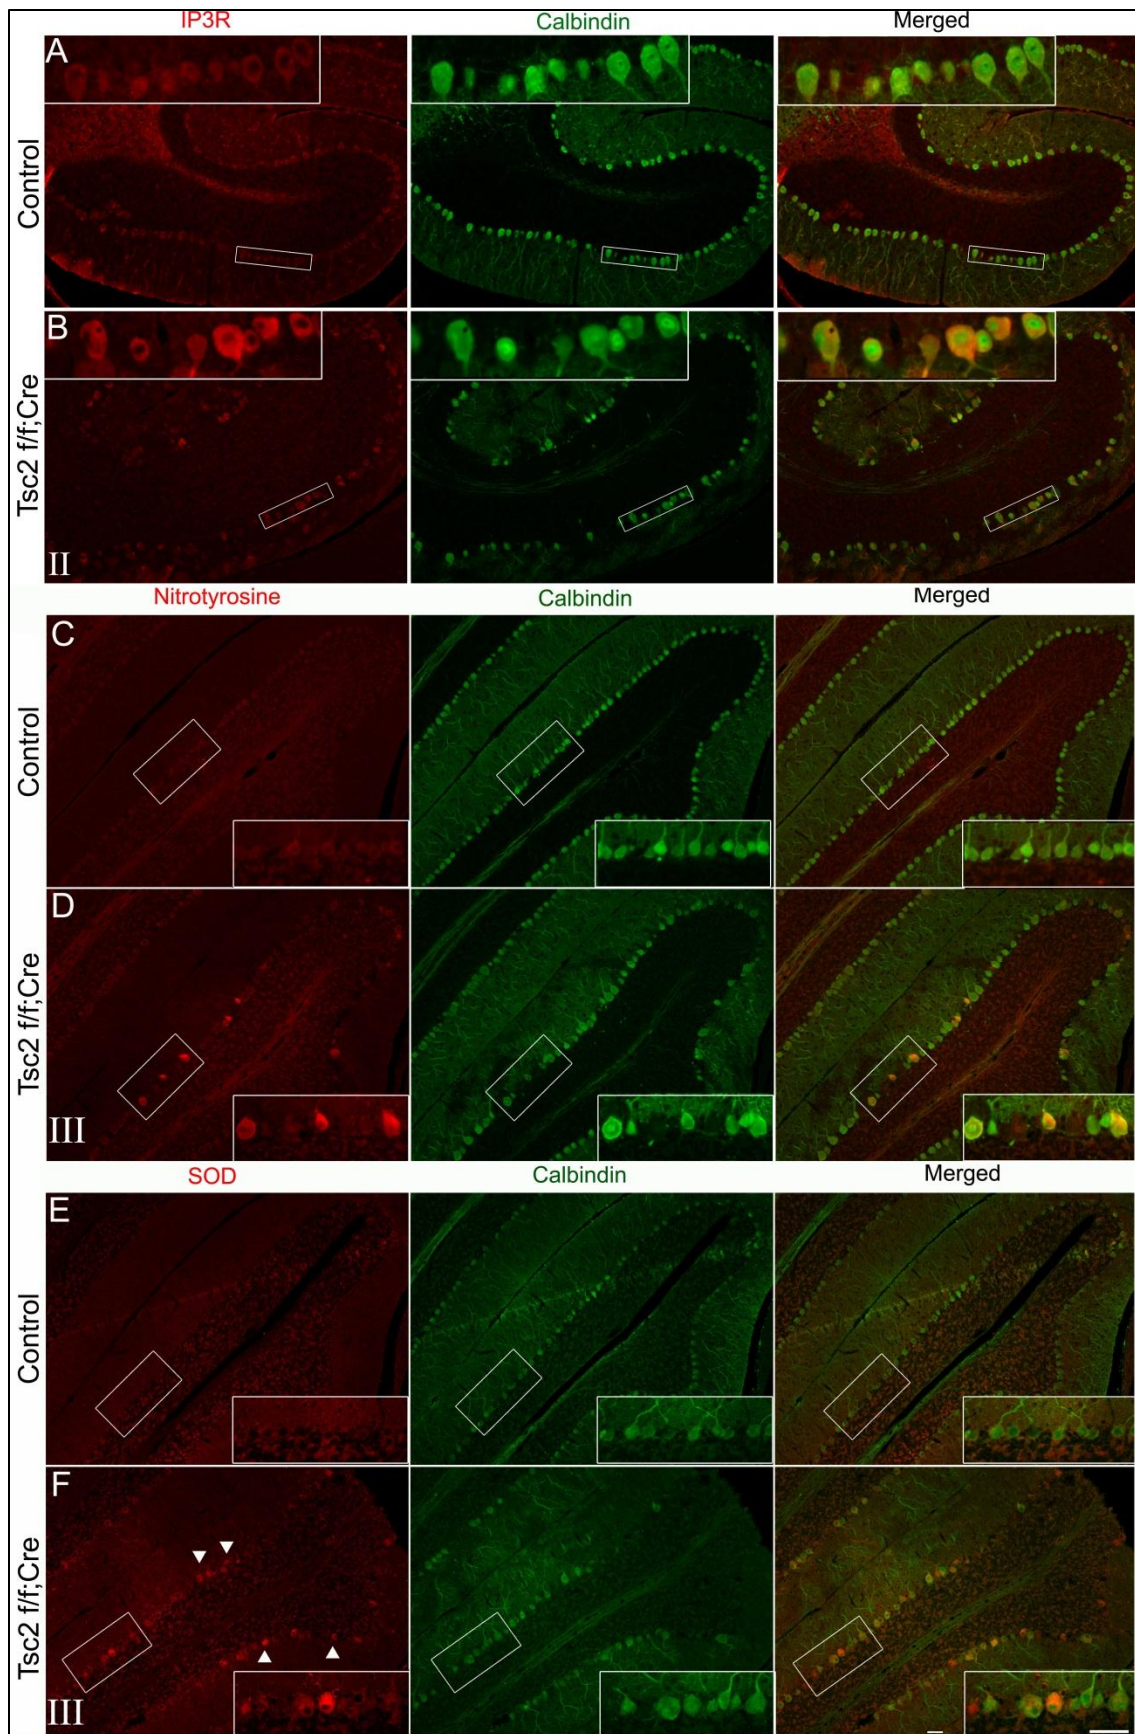 IP3R Calbindin Merged
A
Control
B
Tsc2 f/f;Cre
II
Nitrotyrosine Calbindin Merged
C
Control
D
Tsc2 f/f;Cre
III
SOD Calbindin Merged
E
Control
F
Tsc2 f/f;Cre
III